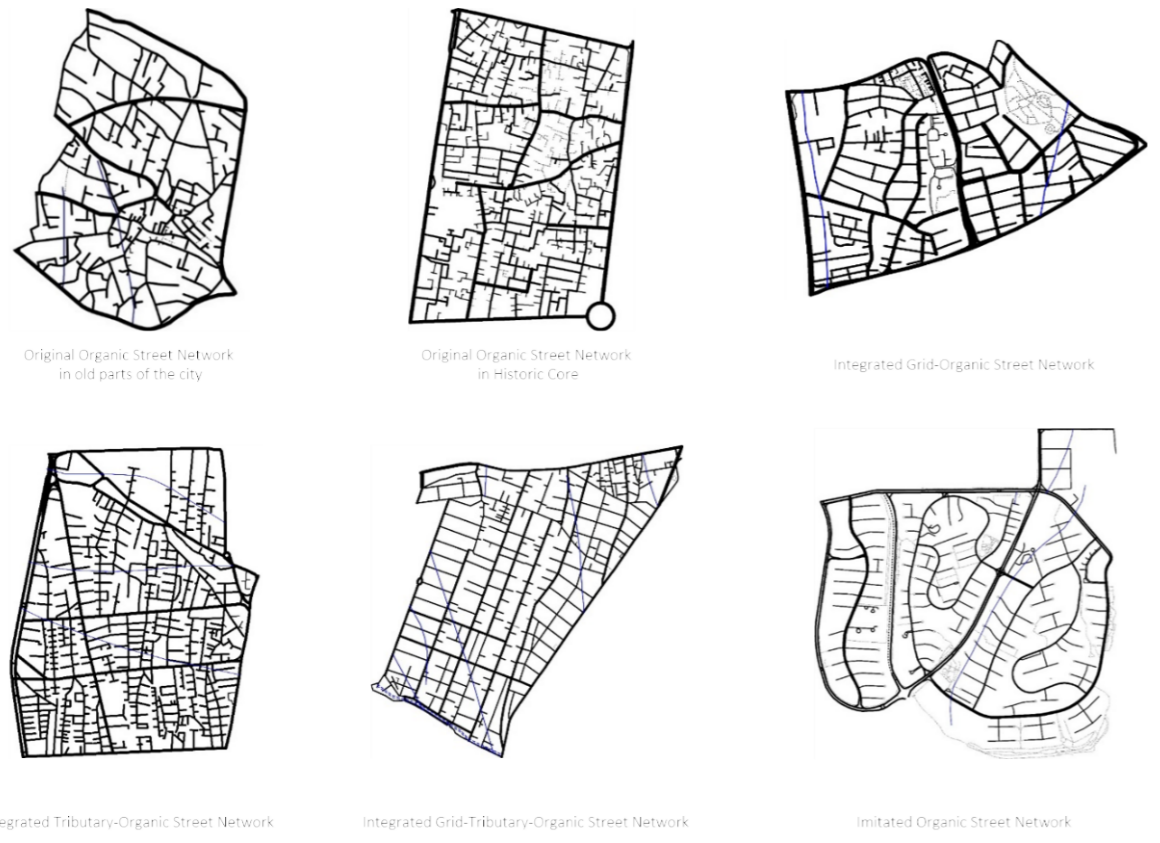 Original Organic Street Network
in old parts of the city
Original Organic Street Network
in Historic Core
Integrated Grid-Organic Street Network
egrated Tributary-Organic Street Network
Integrated Grid-Tributary-Organic Street Network
Imitated Organic Street Network